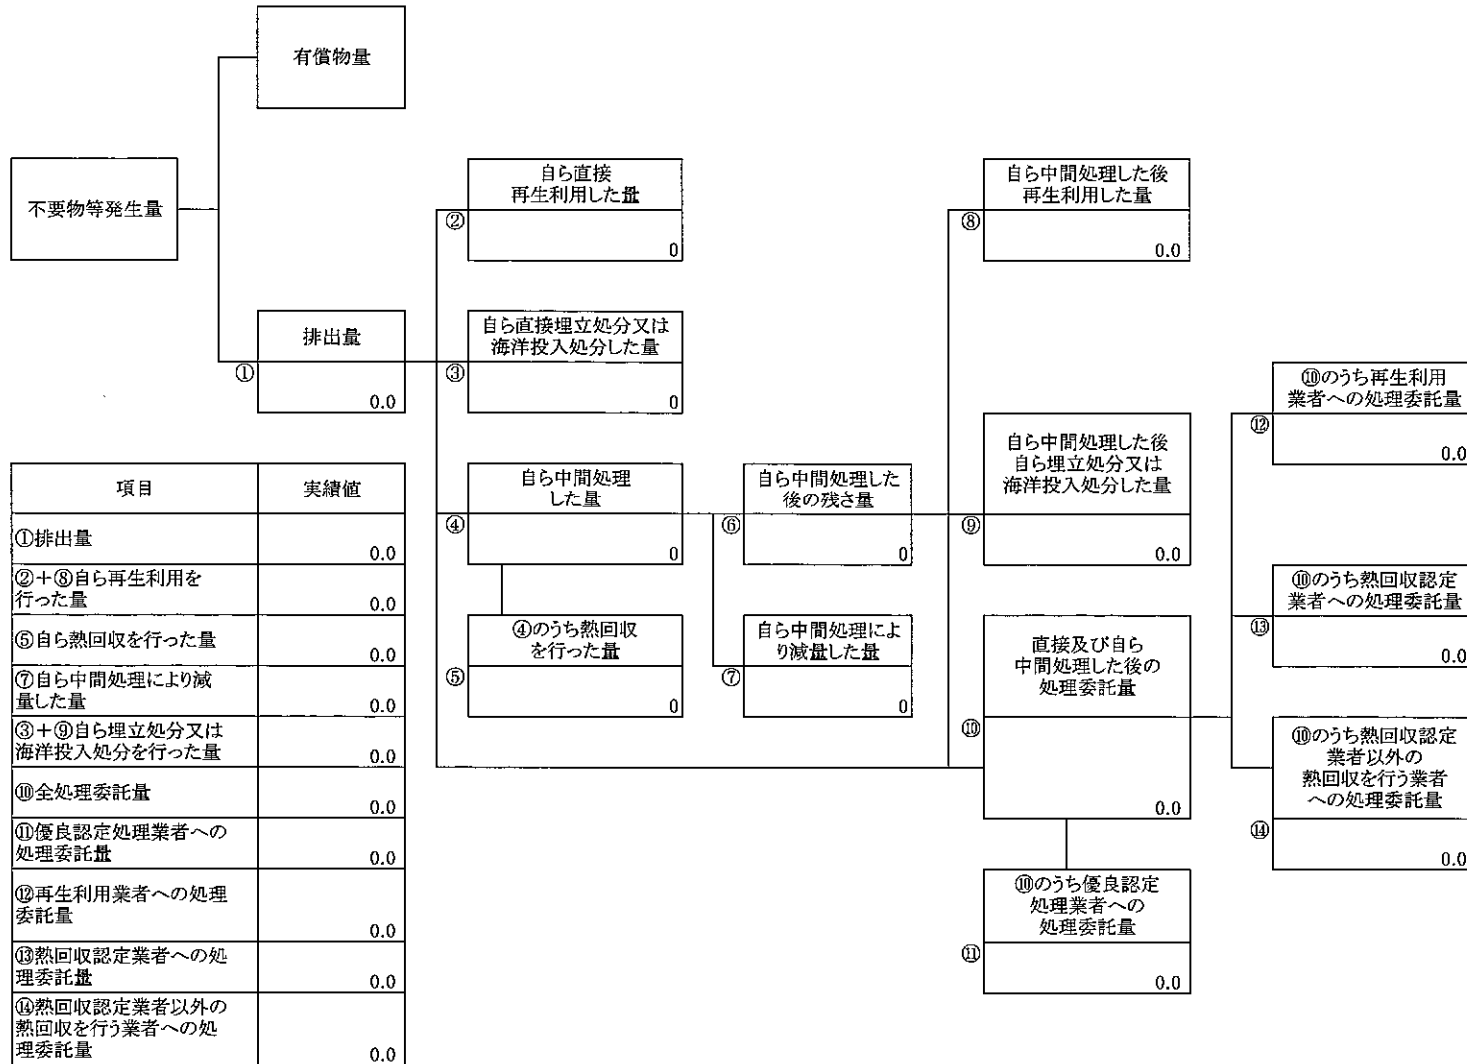 有償物量
不要物等発生量
排出量
①
0.0
自ら直接
再生利用した量
②
0
自ら直接埋立処分又は
海洋投入処分した量
③
0
自ら中間処理
した量
④
0
④のうち熱回収
を行った量
⑤
0
自ら中間処理した
後の残さ量
⑥
0
自ら中間処理によ
り減量した量
⑦
0
自ら中間処理した後
再生利用した量
⑧
0.0
自ら中間処理した後
自ら埋立処分又は
海洋投入処分した量
⑨
0.0
直接及び自ら
中間処理した後の
処理委託量
⑩
0.0
⑩のうち優良認定
処理業者への
処理委託量
⑪
0.0
⑩のうち再生利用
業者への処理委託量
⑫
0.0
⑩のうち熱回収認定
業者への処理委託量
⑬
0.0
⑩のうち熱回収認定
業者以外の
熱回収を行う業者
への処理委託量
⑭
0.0
項目 実績値
①排出量
0.0
②+⑧自ら再生利用を
行った量
0.0
⑤自ら熱回収を行った量
0.0
⑦自ら中間処理により減
量した量
0.0
③+⑨自ら埋立処分又は
海洋投入処分を行った量
0.0
⑩全処理委託量
0.0
⑪優良認定処理業者への
処理委託量
0.0
⑫再生利用業者への処理
委託量
0.0
⑬熱回収認定業者への処
理委託量
0.0
⑭熱回収認定業者以外の
熱回収を行う業者への処
理委託量
0.0